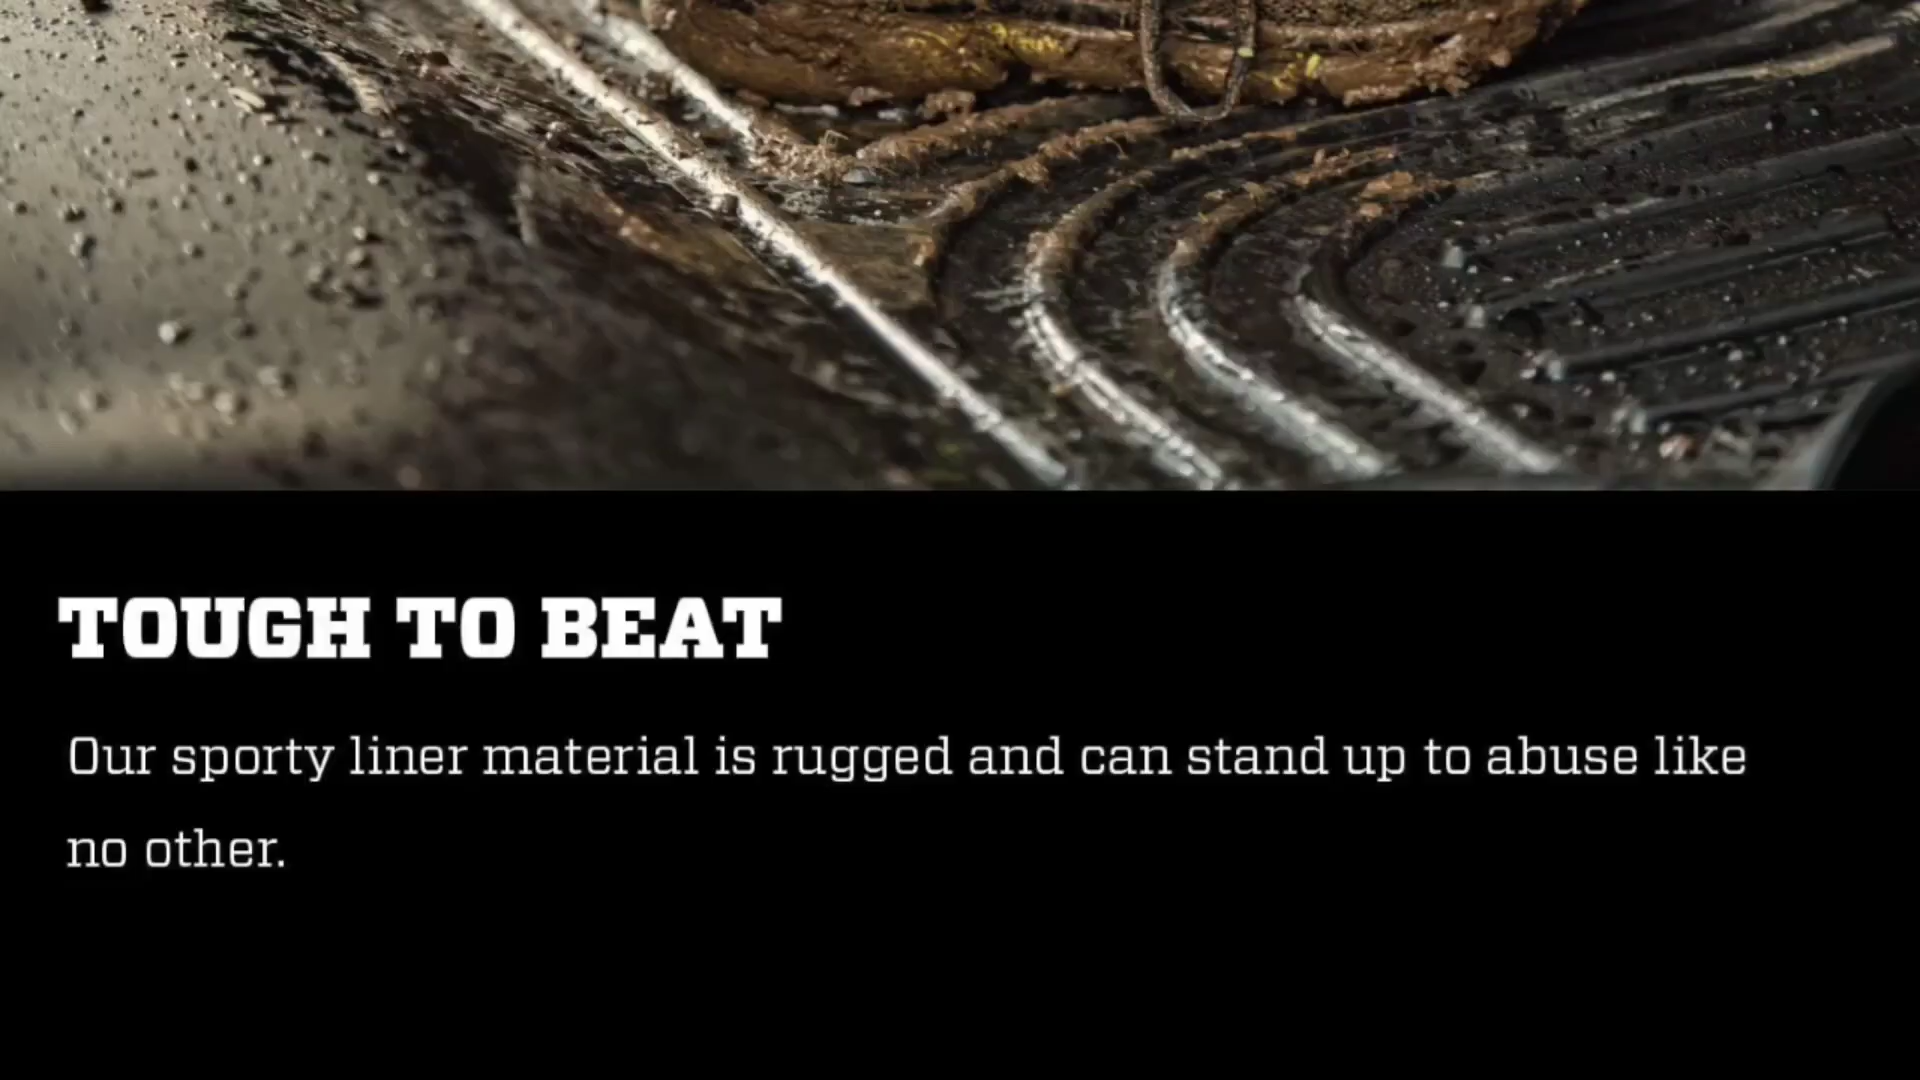 TOUGH TO BEAT
Our sporty liner material is rugged and can stand up to abuse like
no other.